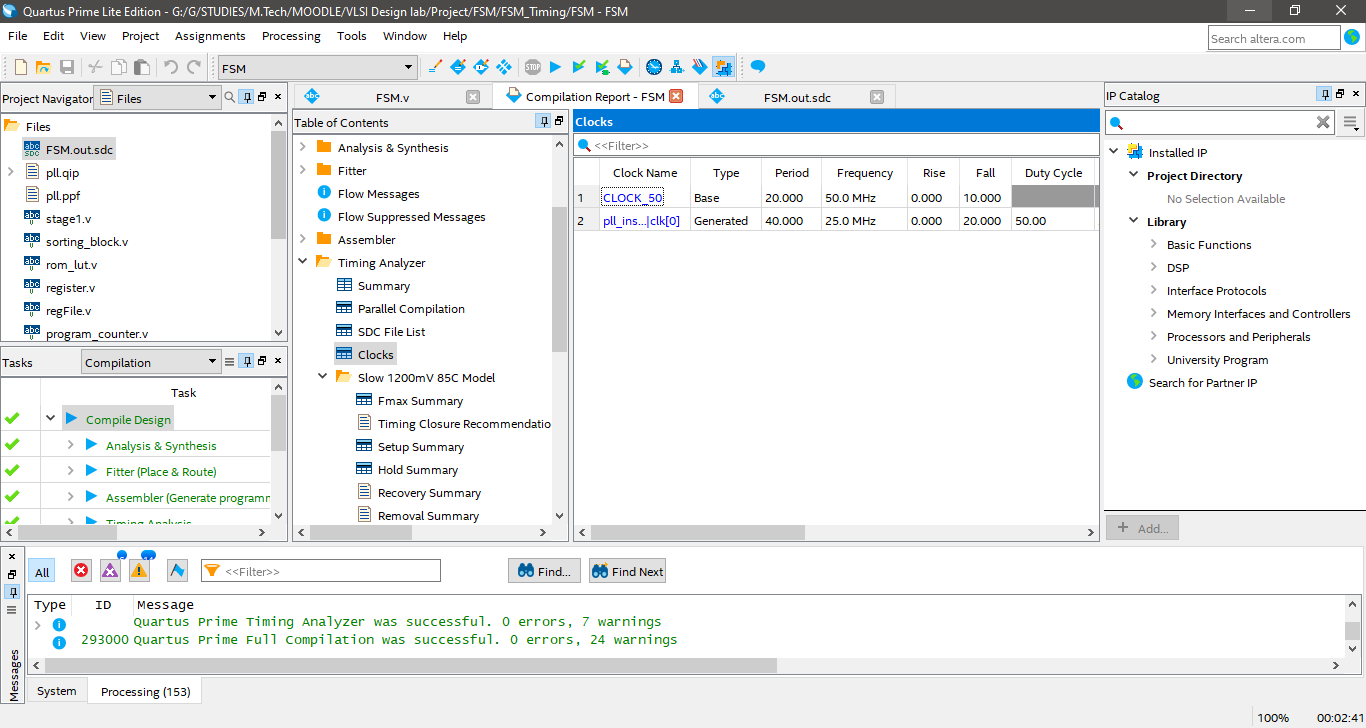 Quartus Prime Lite Edition - G:/G/STUDIES/M.Tech/MOODLE/VLSI Design lab/Project/FSM/FSM_Timing/FSM - FSM
File Edit View Project Assignments Processing Tools Window Help
Search altera.com
FSM
Project Navigator Files
Files
FSM.out.sdc
pll.qip
pll.ppf
stage1.v
sorting_block.v
rom_lut.v
register.v
regFile.v
program_counter.v
Tasks Compilation
Task
Compile Design
Analysis & Synthesis
Fitter (Place & Route)
Assembler (Generate programm
Timing Analysis
FSM.v
Compilation Report - FSM
FSM.out.sdc
Table of Contents
Analysis & Synthesis
Fitter
Flow Messages
Flow Suppressed Messages
Assembler
Timing Analyzer
Summary
Parallel Compilation
SDC File List
Clocks
Slow 1200mV 85C Model
Fmax Summary
Timing Closure Recommendatio
Setup Summary
Hold Summary
Recovery Summary
Removal Summary
Clocks
<<Filter>>
Clock Name Type Period Frequency Rise Fall Duty Cycle
1 CLOCK_50 Base 20.000 50.0 MHz 0.000 10.000
2 pll_ins...|clk[0] Generated 40.000 25.0 MHz 0.000 20.000 50.00
IP Catalog
Installed IP
Project Directory
No Selection Available
Library
Basic Functions
DSP
Interface Protocols
Memory Interfaces and Controllers
Processors and Peripherals
University Program
Search for Partner IP
+ Add...
All <<Filter>> Find... Find Next
Type ID Message
Quartus Prime Timing Analyzer was successful. 0 errors, 7 warnings
293000 Quartus Prime Full Compilation was successful. 0 errors, 24 warnings
Messages
System Processing (153)
100% 00:02:41